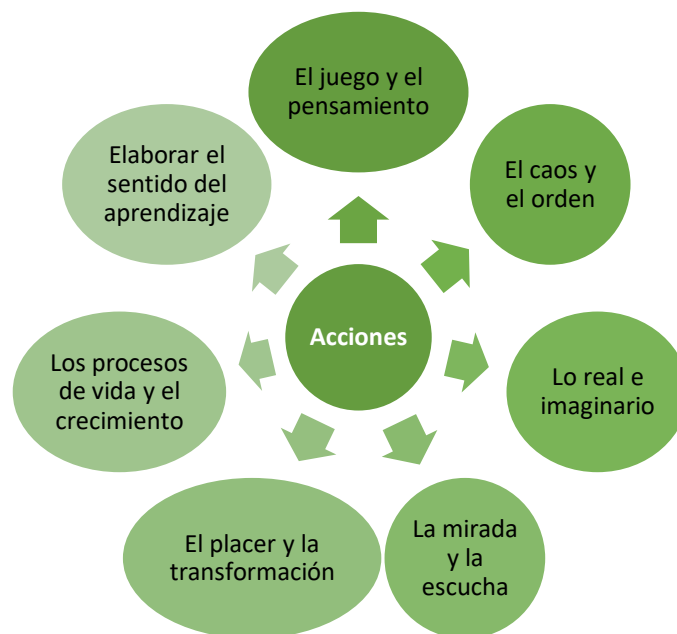 El juego y el
pensamiento
El caos y
el orden
Lo real e
imaginario
La mirada
y la
escucha
El placer y la
transformación
Los procesos
de vida y el
crecimiento
Elaborar el
sentido del
aprendizaje
Acciones